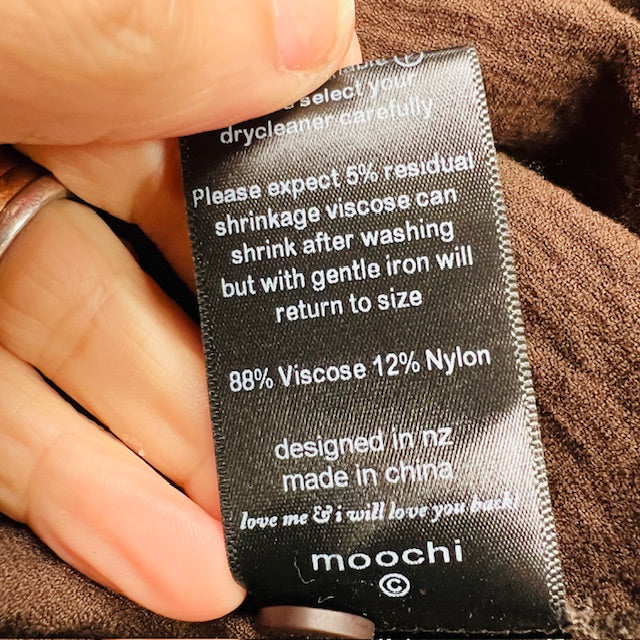 select your
drycleaner carefully
Please expect 5% residual
shrinkage viscose can
shrink after washing
but with gentle iron will
return to size
88% Viscose 12% Nylon
designed in nz
made in china
love me & i will love you back!
moochi
©